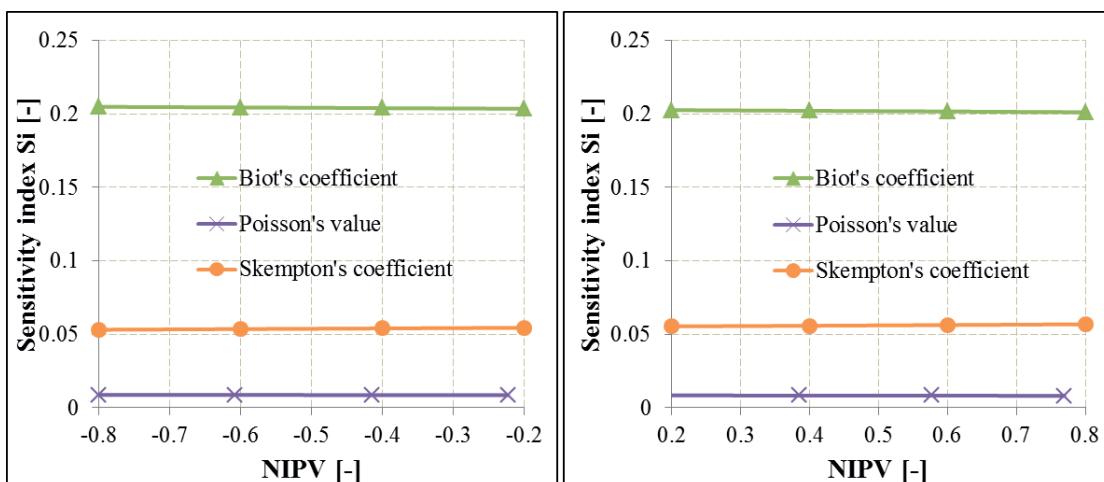 Sensitivity index Si [-]
0.25
0.2
0.15
0.1
0.05
0
Biot's coefficient
Poisson's value
Skempton's coefficient
-0.8 -0.7 -0.6 -0.5 -0.4 -0.3 -0.2
NIPV [-]
Sensitivity index Si [-]
0.25
0.2
0.15
0.1
0.05
0
Biot's coefficient
Poisson's value
Skempton's coefficient
0.2 0.3 0.4 0.5 0.6 0.7 0.8
NIPV [-]